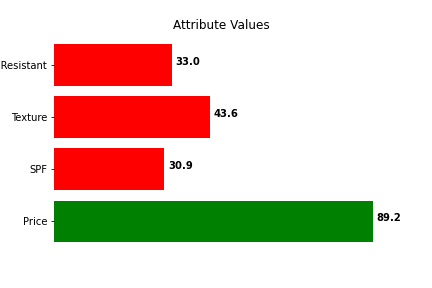 Attribute Values
Resistant
33.0
Texture
43.6
SPF
30.9
Price
89.2